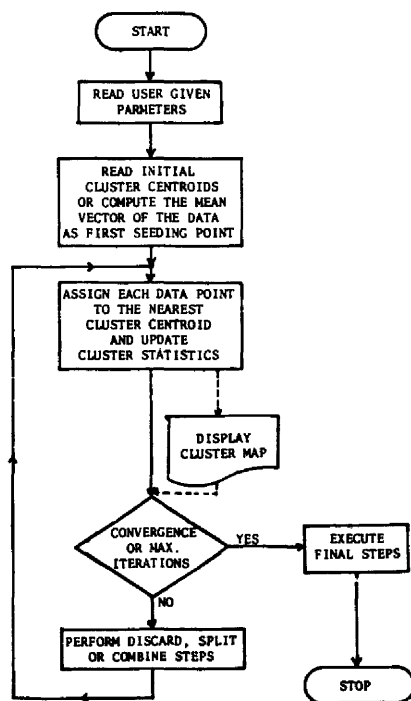 START
READ USER GIVEN
PARMETERS
READ INITIAL
CLUSTER CENTROIDS
OR COMPUTE THE MEAN
VECTOR OF THE DATA
AS FIRST SEEDING POINT
ASSIGN EACH DATA POINT
TO THE NEAREST
CLUSTER CENTROID
AND UPDATE
CLUSTER STATISTICS
DISPLAY
CLUSTER MAP
CONVERGENCE
OR MAX.
ITERATIONS
YES
EXECUTE
FINAL STEPS
NO
PERFORM DISCARD, SPLIT
OR COMBINE STEPS
STOP